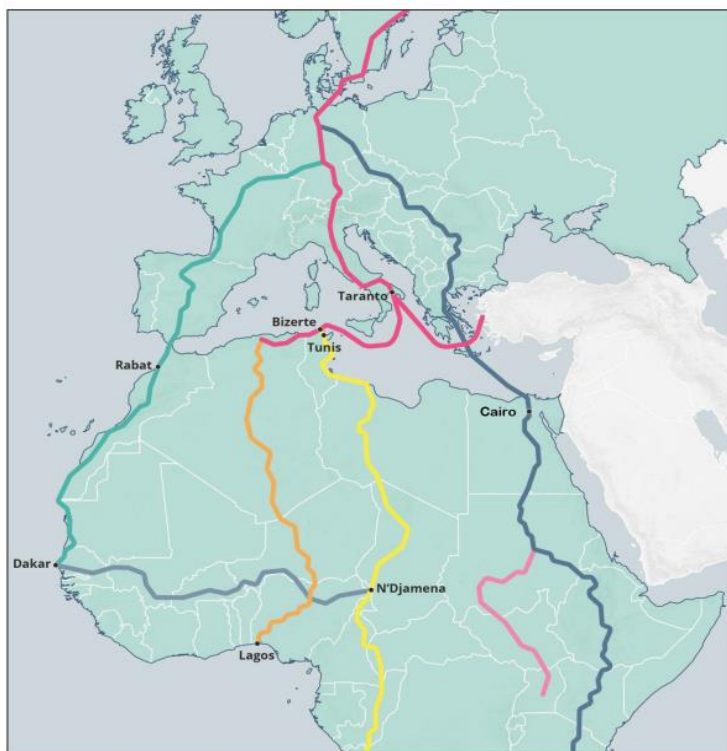 Taranto
Bizerte
Tunis
Rabat
Cairo
Dakar
N'Djamena
Lagos